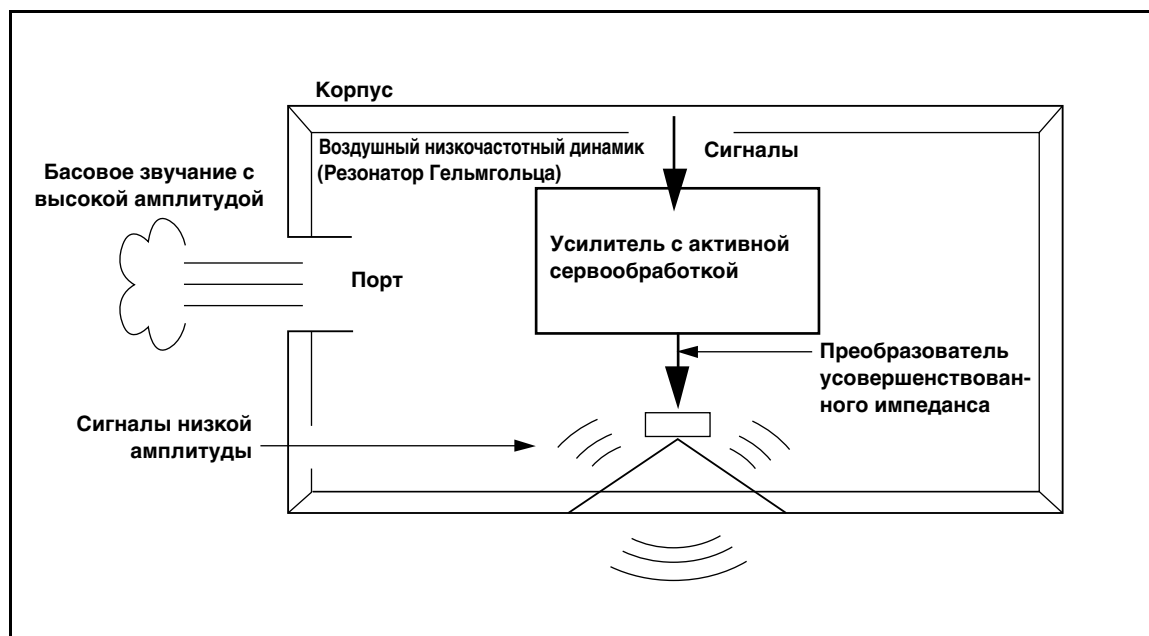 Корпус
Воздушный низкочастотный динамик
(Резонатор Гельмгольца)
Сигналы
Басовое звучание с
высокой амплитудой
Усилитель с активной
сервообработкой
Порт
Преобразователь
усовершенствован-
ного импеданса
Сигналы низкой
амплитуды